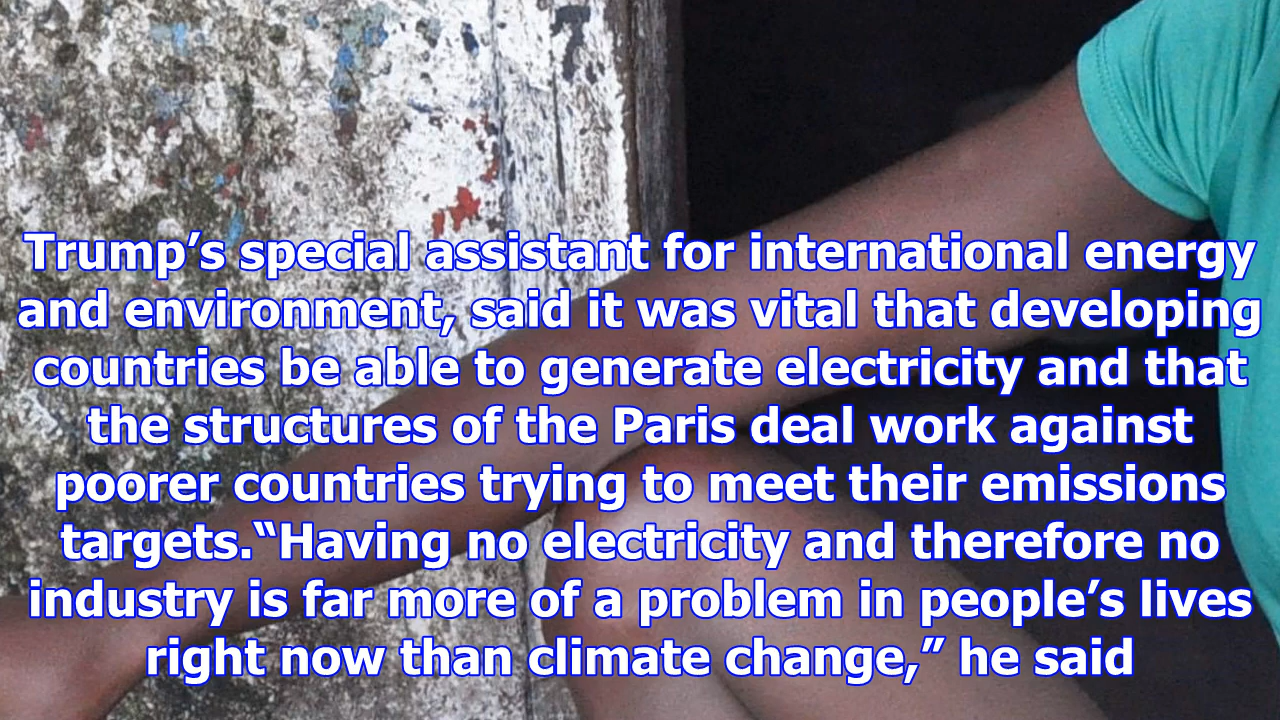 Trump’s special assistant for international energy
and environment, said it was vital that developing
countries be able to generate electricity and that
the structures of the Paris deal work against
poorer countries trying to meet their emissions
targets.“Having no electricity and therefore no
industry is far more of a problem in people’s lives
right now than climate change,” he said